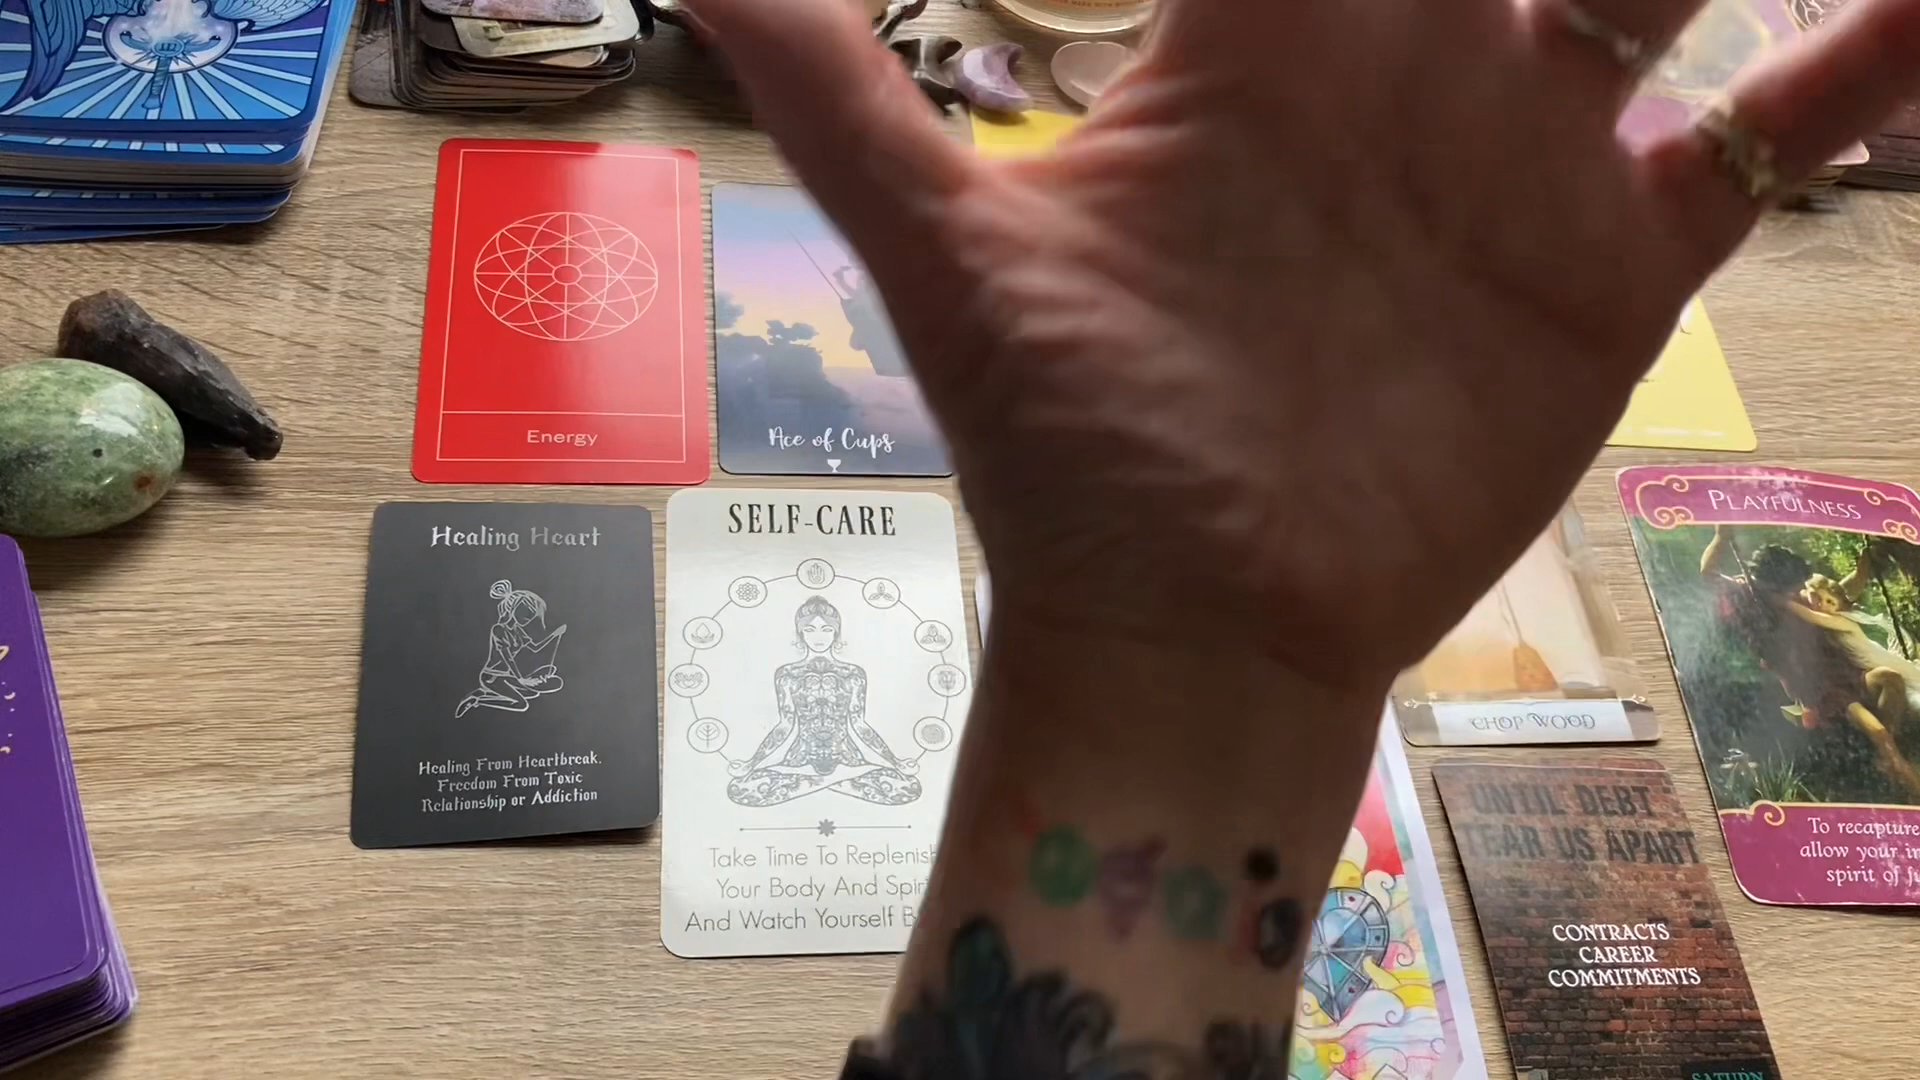 Energy
Ace of Cups
Healing Heart
Healing From Heartbreak.
Freedom From Toxic
Relationship or Addiction
SELF-CARE
Take Time To Replenish
Your Body And Spirit
And Watch Yourself
CHOP WOOD
UNTIL DEBT
TEAR US APART
CONTRACTS
CAREER
COMMITMENTS
SATURN
PLAYFULNESS
To recapture
allow your
spirit of